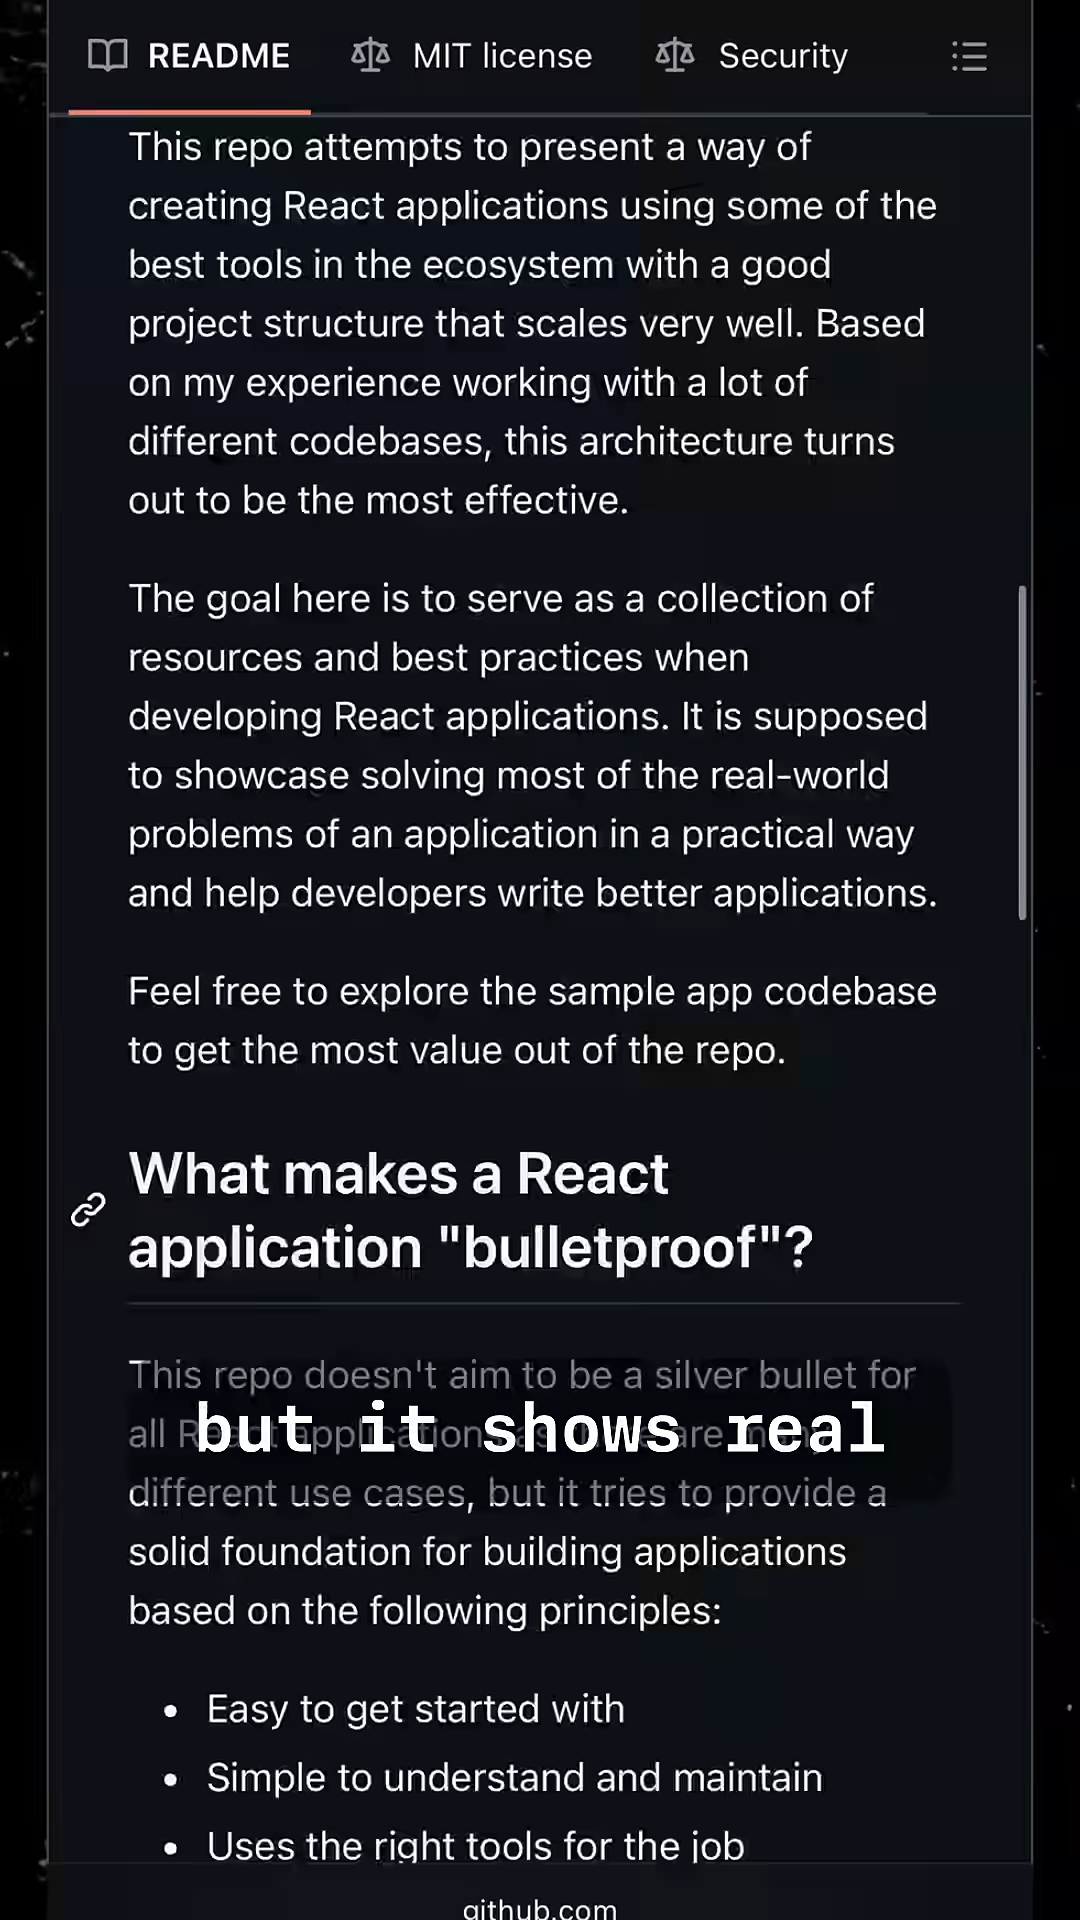 README
MIT license
Security
This repo attempts to present a way of
creating React applications using some of the
best tools in the ecosystem with a good
project structure that scales very well. Based
on my experience working with a lot of
different codebases, this architecture turns
out to be the most effective.
The goal here is to serve as a collection of
resources and best practices when
developing React applications. It is supposed
to showcase solving most of the real-world
problems of an application in a practical way
and help developers write better applications.
Feel free to explore the sample app codebase
to get the most value out of the repo.
What makes a React
application "bulletproof"?
This repo doesn't aim to be a silver bullet for
all React applications as there are many
but it shows real
different use cases, but it tries to provide a
solid foundation for building applications
based on the following principles:
• Easy to get started with
• Simple to understand and maintain
• Uses the right tools for the job
github.com